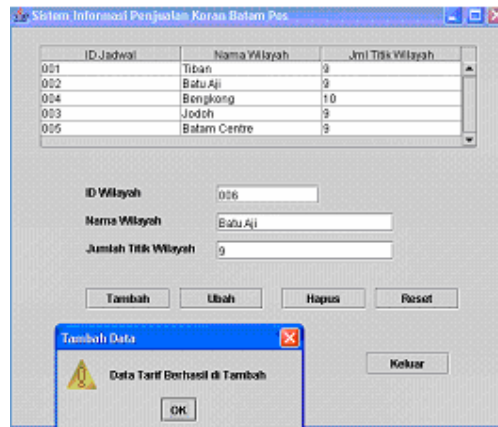 Sistem Informasi Penjualan Koran Batam Pos
ID Jadwal Nama Wilayah Jml Titik Wilayah
001 Tiban 9
002 Batu Aji 9
004 Bengkong 10
003 Jodoh 9
005 Batam Centre 9
ID Wilayah 006
Nama Wilayah Batu Aji
Jumlah Titik Wilayah 9
Tambah Ubah Hapus Reset
Tambah Data
Data Tarif Berhasil di Tambah
Keluar
OK